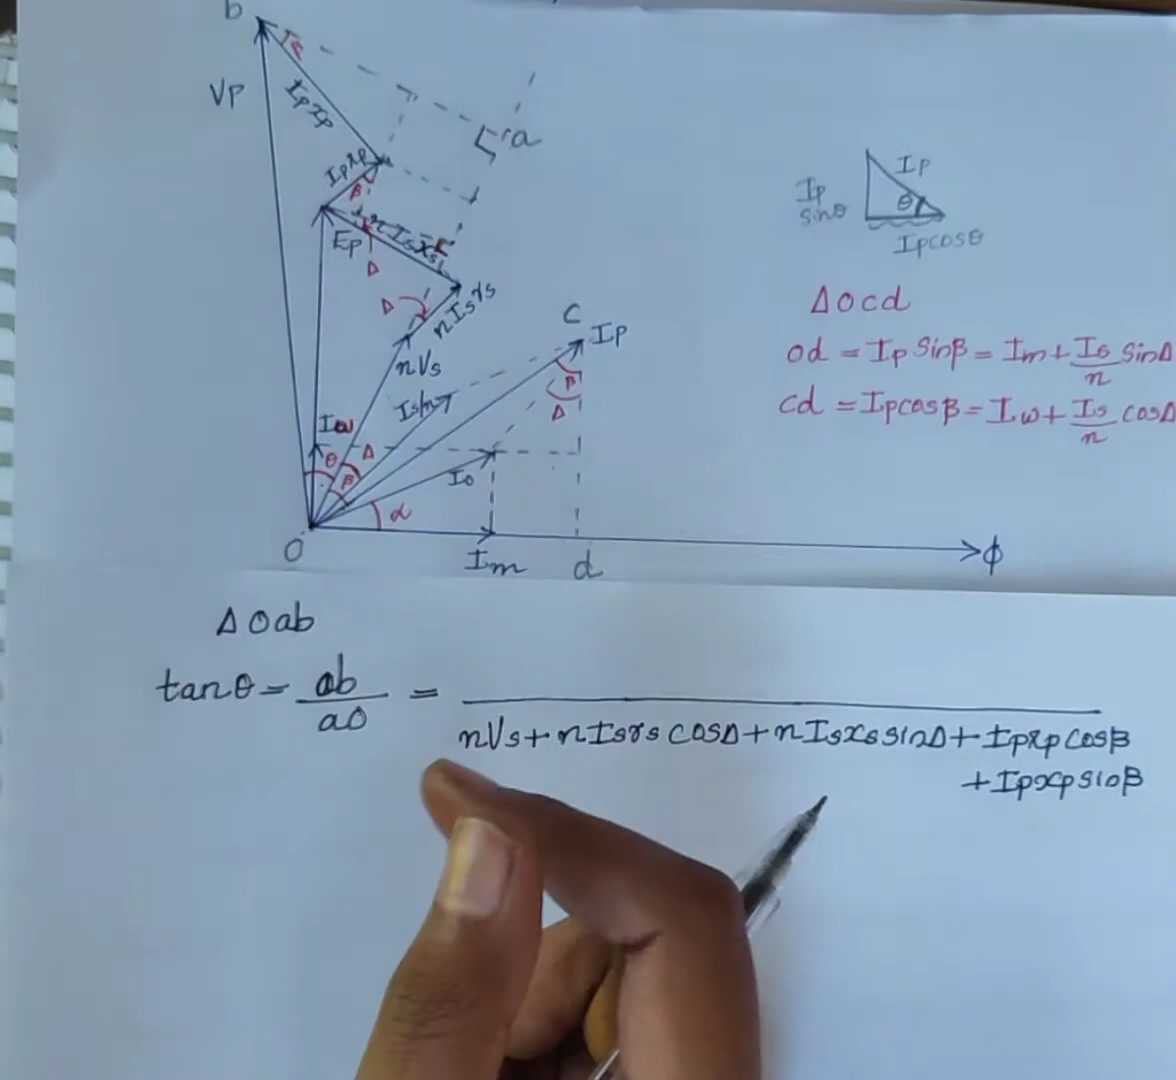 b
VP
Ipxp
Iprp
β
a
Ep
nIsxs
Δ
Δ
nIsrs
nVs
C
Ip
Is/n
β
Δ
Iω
θ
Δ
β
Io
α
O
Im
d
ϕ
Ip
Ip
sinθ
θ
Ipcosθ
Δocd
od = Ip sinβ = Im + Is/n sinΔ
cd = Ipcosβ = Iω + Is/n cosΔ
ΔOab
tanθ = ab/ao =
nVs + nIsrs cosΔ + nIsxs sinΔ + Iprp cosβ
+ Ipxp sinβ